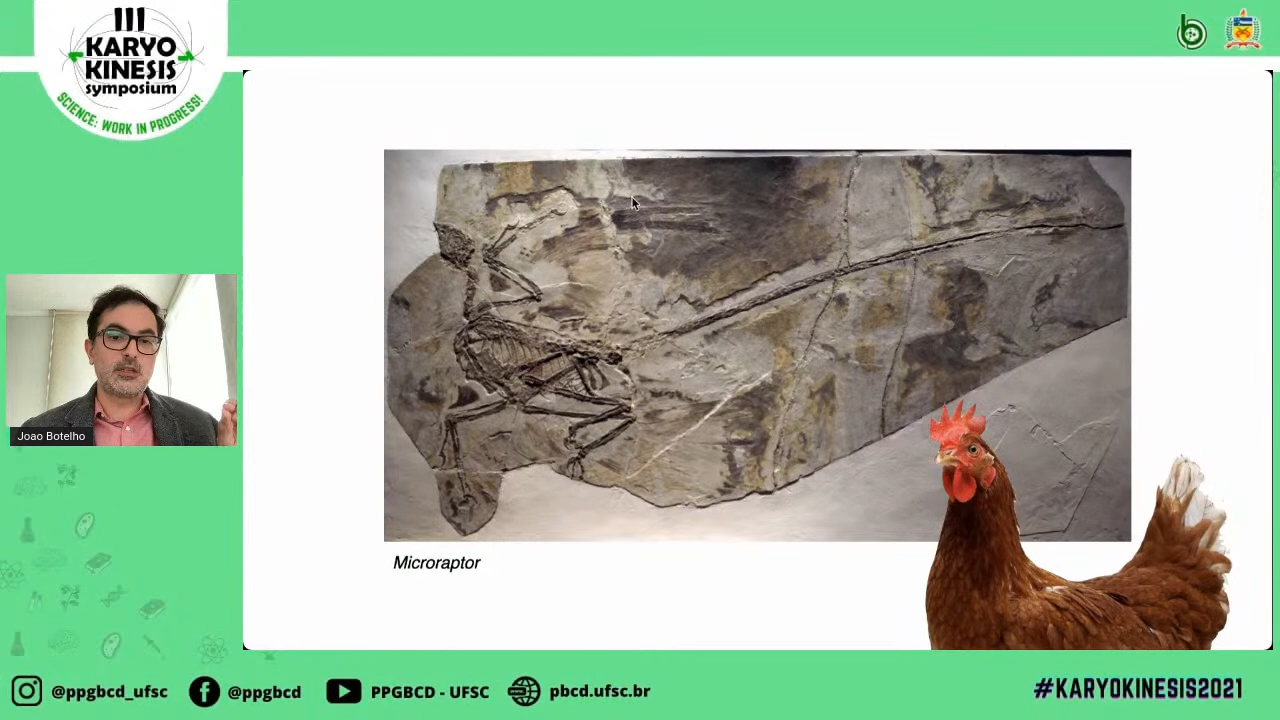 III
KARYO
KINESIS
symposium
SCIENCE: WORK IN PROGRESS!
Joao Botelho
Microraptor
@ppgbcd_ufsc
@ppgbcd
PPGBCD - UFSC
pbcd.ufsc.br
#KARYOKINESIS2021